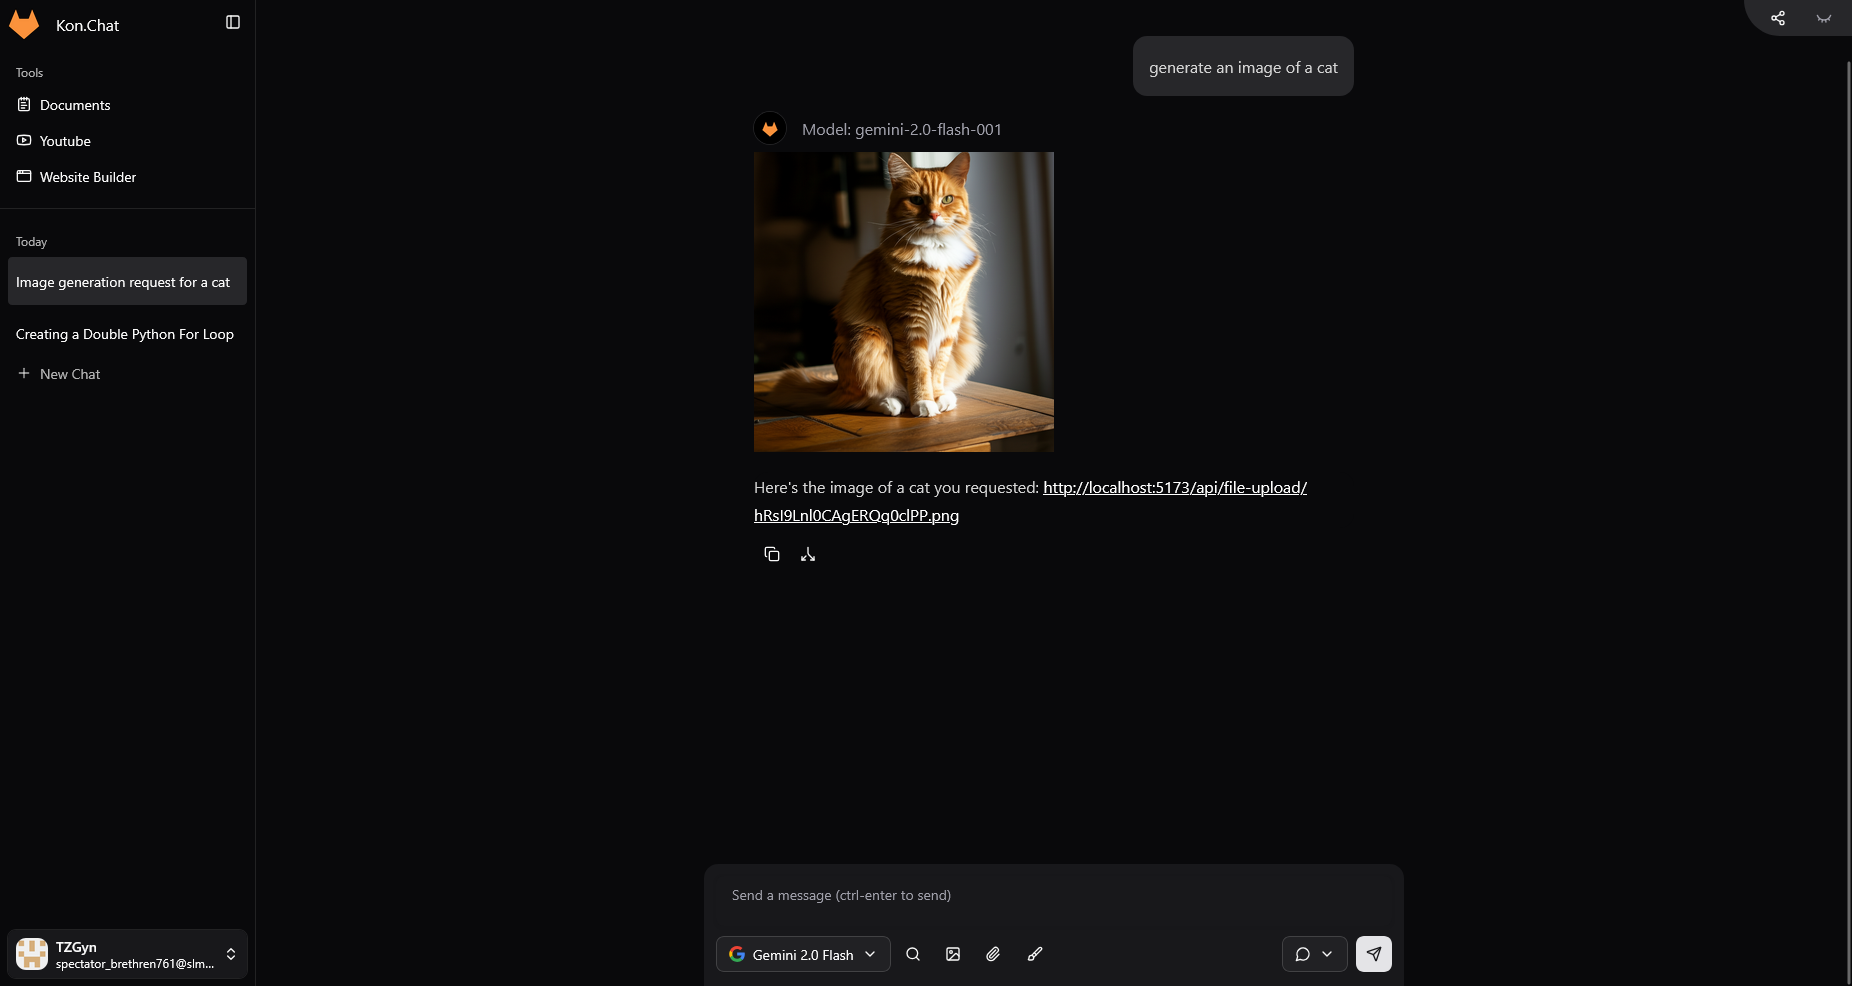 Kon.Chat
Tools
Documents
Youtube
Website Builder
Today
Image generation request for a cat
Creating a Double Python For Loop
New Chat
TZGyn
spectator_brethren761@slm...
generate an image of a cat
Model: gemini-2.0-flash-001
Here's the image of a cat you requested: http://localhost:5173/api/file-upload/
hRsI9Lnl0CAgERQq0clPP.png
Send a message (ctrl-enter to send)
Gemini 2.0 Flash